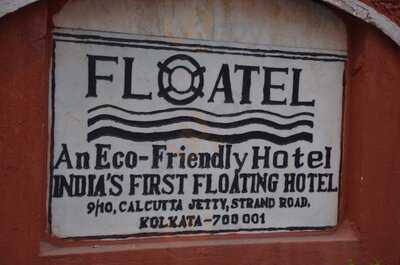 FLOATEL
An Eco-Friendly Hotel
INDIA'S FIRST FLOATING HOTEL
9/10, CALCUTTA JETTY, STRAND ROAD,
KOLKATA-700 001